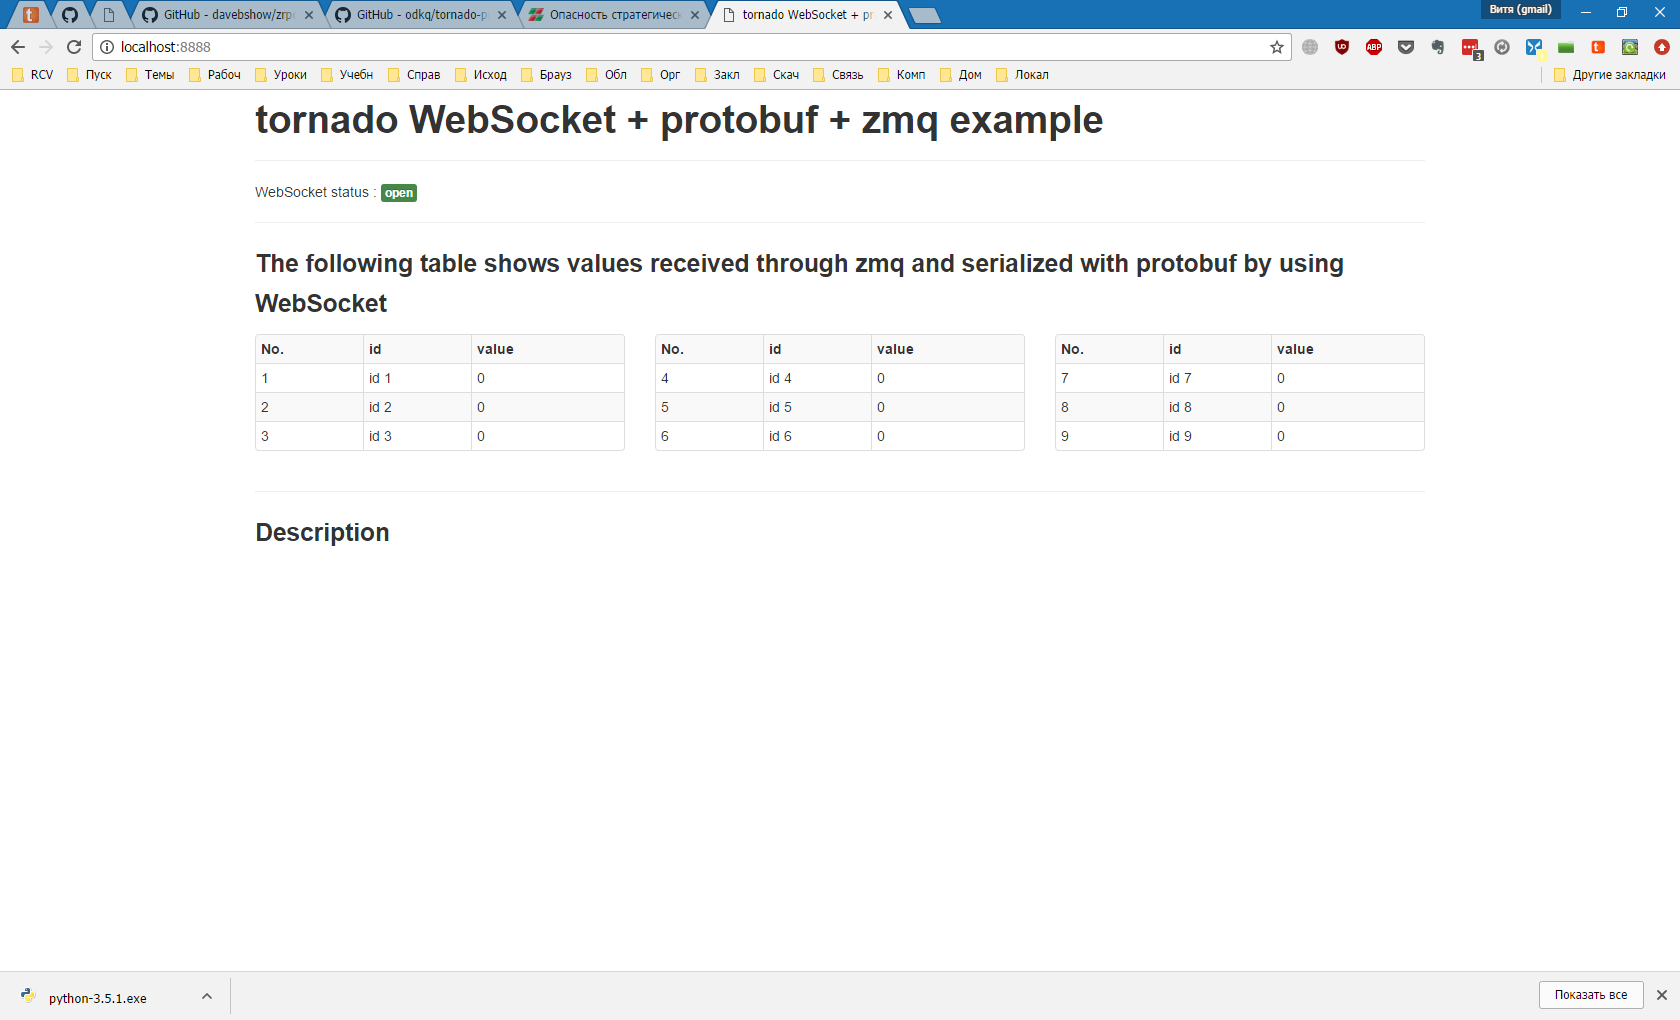 GitHub - davebshow/zrp
GitHub - odkq/tornado-p
Опасность стратегическ
tornado WebSocket + pr
Витя (gmail)
localhost:8888
RCV Пуск Темы Рабоч Уроки Учебн Справ Исход Брауз Обл Орг Закл Скач Связь Комп Дом Локал Другие закладки
tornado WebSocket + protobuf + zmq example
WebSocket status : open
The following table shows values received through zmq and serialized with protobuf by using
WebSocket
No. id value No. id value No. id value
1 id 1 0 4 id 4 0 7 id 7 0
2 id 2 0 5 id 5 0 8 id 8 0
3 id 3 0 6 id 6 0 9 id 9 0
Description
python-3.5.1.exe Показать все